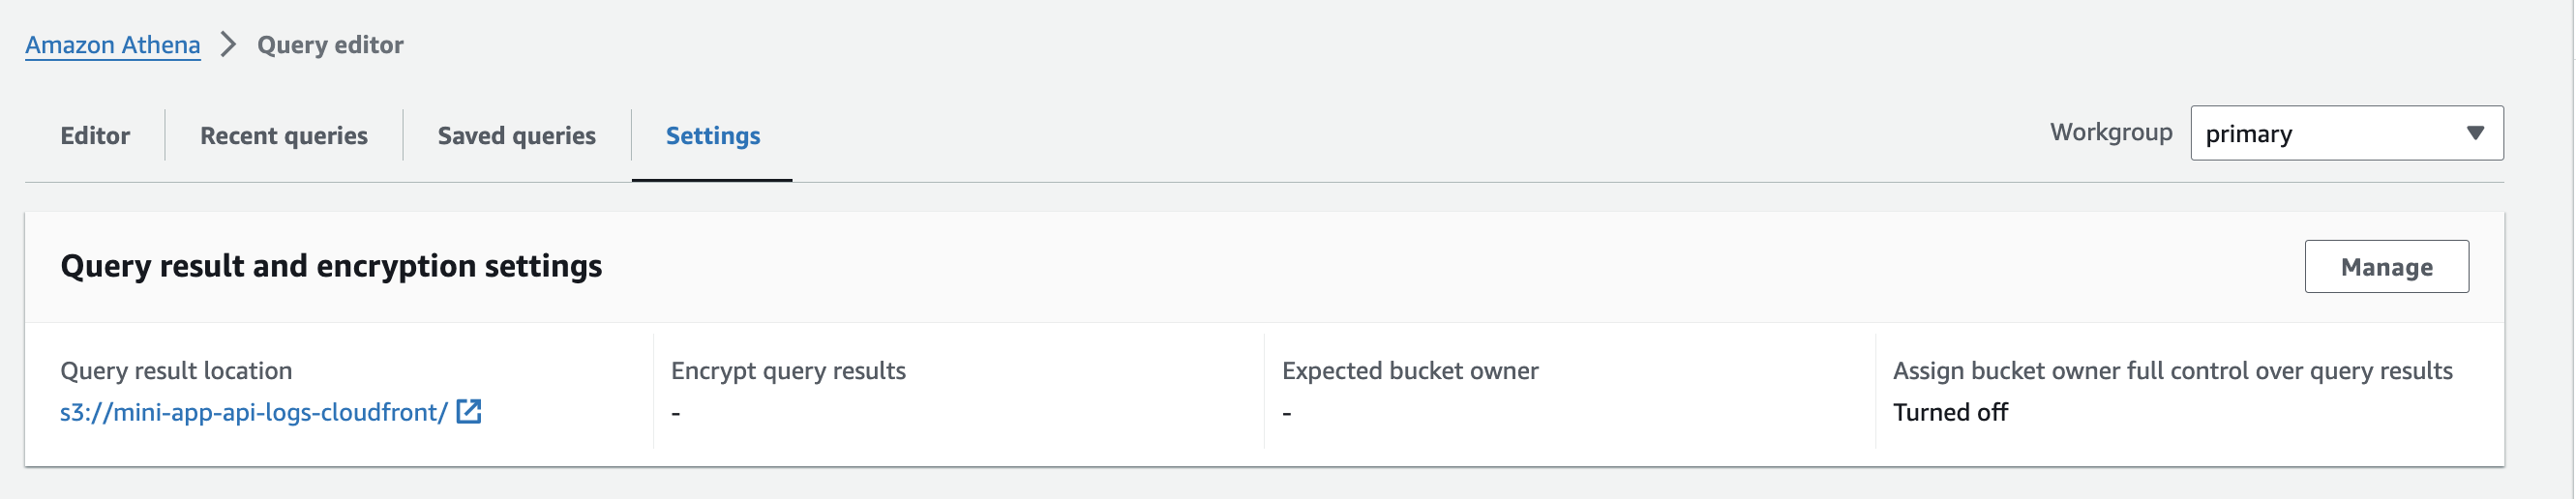 Amazon Athena > Query editor
Editor Recent queries Saved queries Settings Workgroup primary
Query result and encryption settings Manage
Query result location Encrypt query results Expected bucket owner Assign bucket owner full control over query results
s3://mini-app-api-logs-cloudfront/ - - Turned off